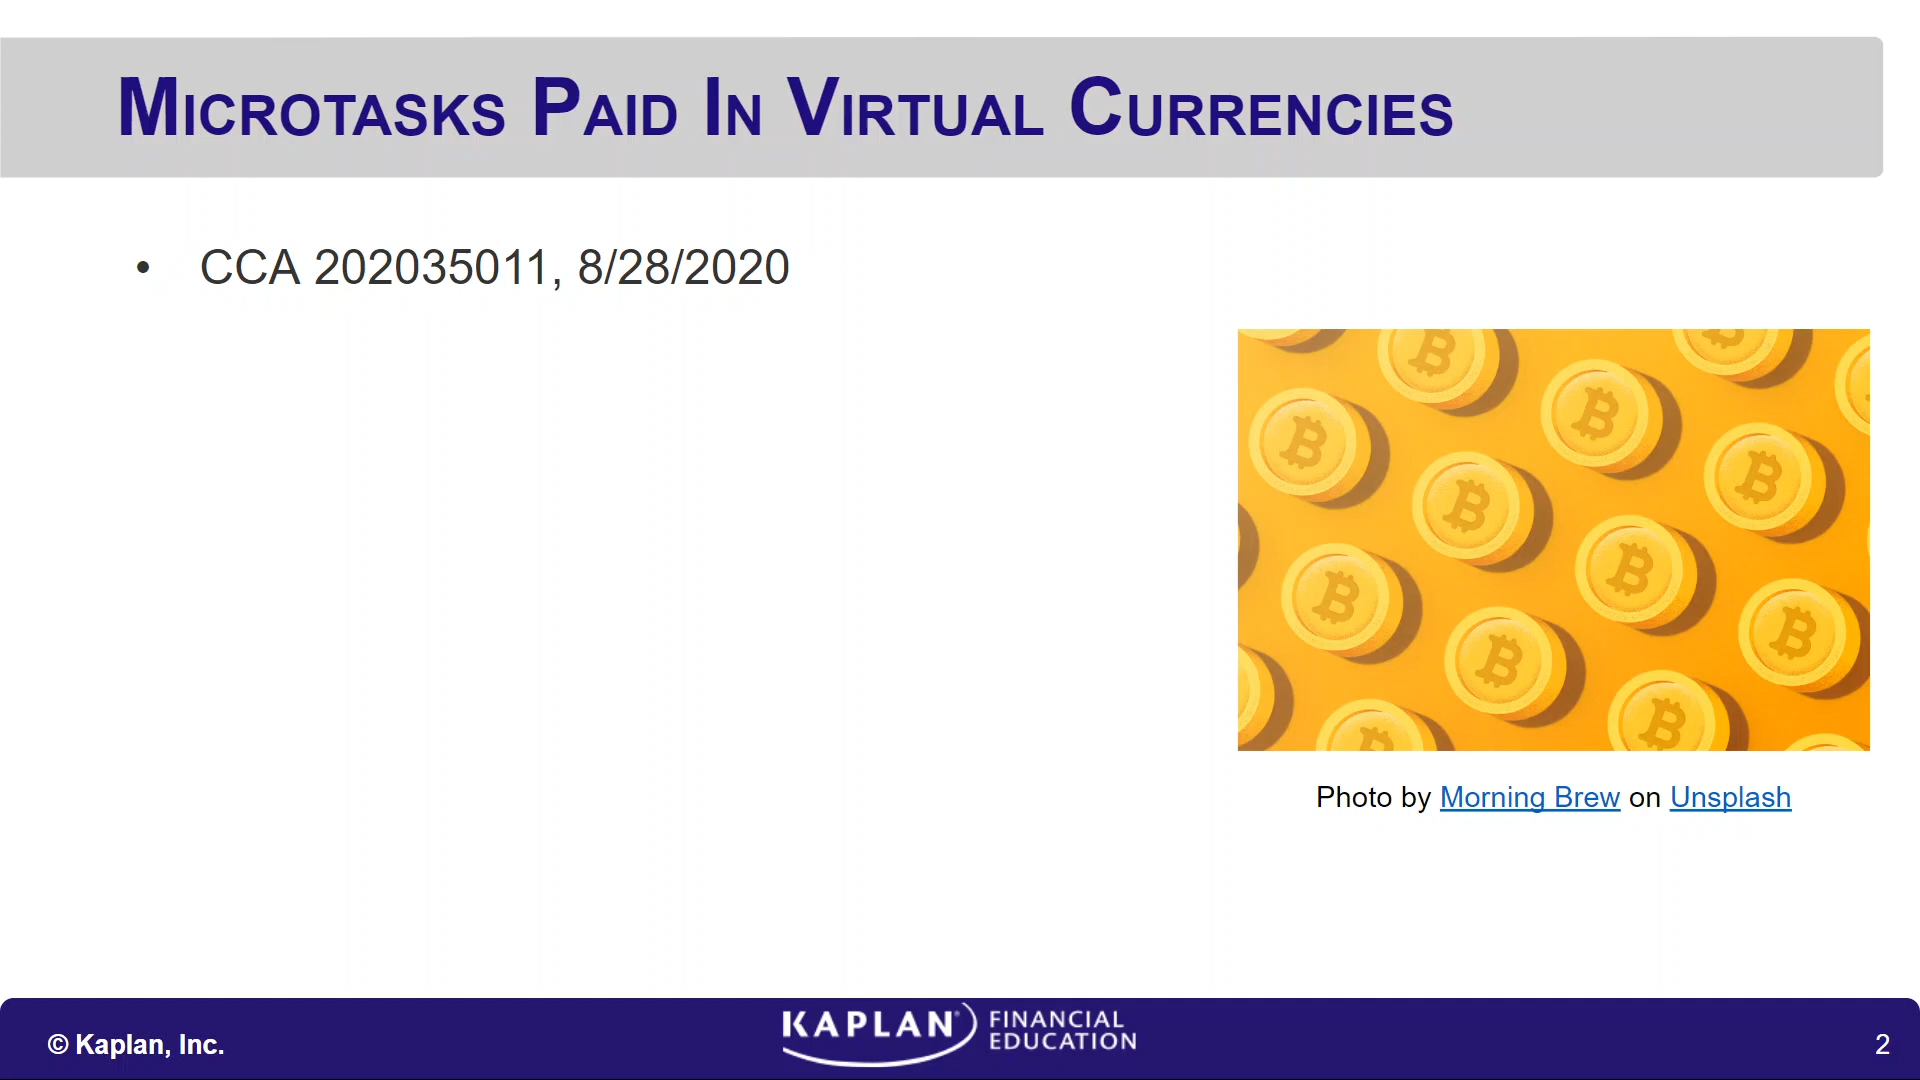 Microtasks Paid In Virtual Currencies
• CCA 202035011, 8/28/2020
Photo by Morning Brew on Unsplash
© Kaplan, Inc.
KAPLAN® FINANCIAL
EDUCATION
2